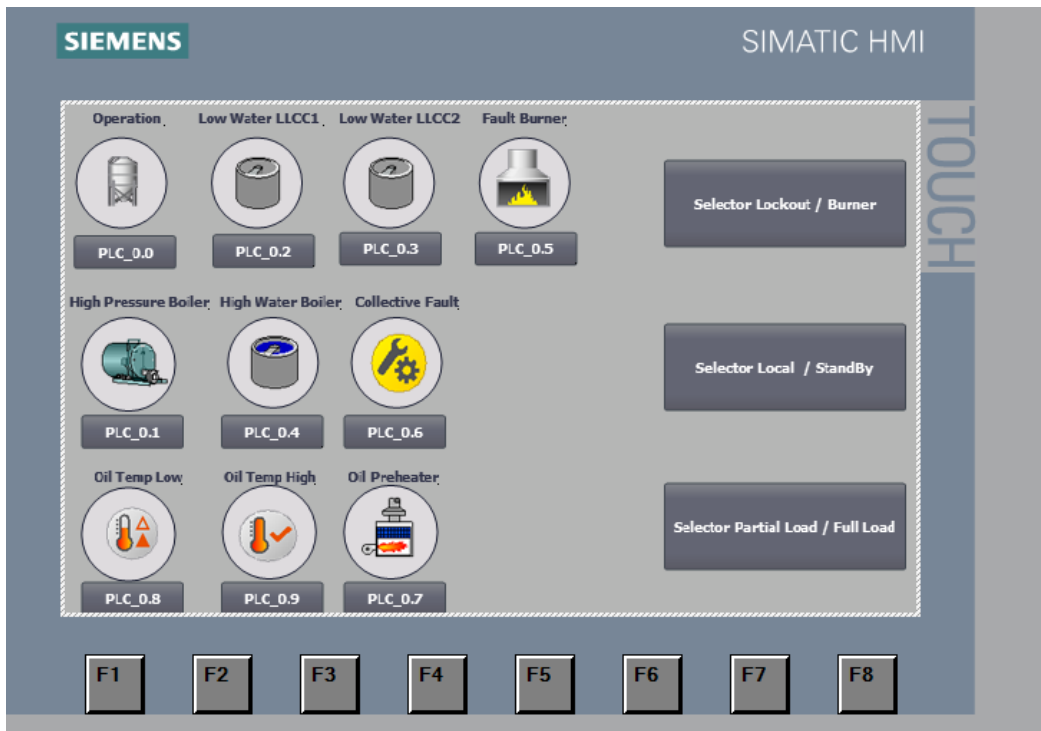 SIEMENS
SIMATIC HMI
TOUCH
Operation
Low Water LLCC1
Low Water LLCC2
Fault Burner
PLC_0.0
PLC_0.2
PLC_0.3
PLC_0.5
Selector Lockout / Burner
High Pressure Boiler
High Water Boiler
Collective Fault
PLC_0.1
PLC_0.4
PLC_0.6
Selector Local / StandBy
Oil Temp Low
Oil Temp High
Oil Preheater
PLC_0.8
PLC_0.9
PLC_0.7
Selector Partial Load / Full Load
F1
F2
F3
F4
F5
F6
F7
F8